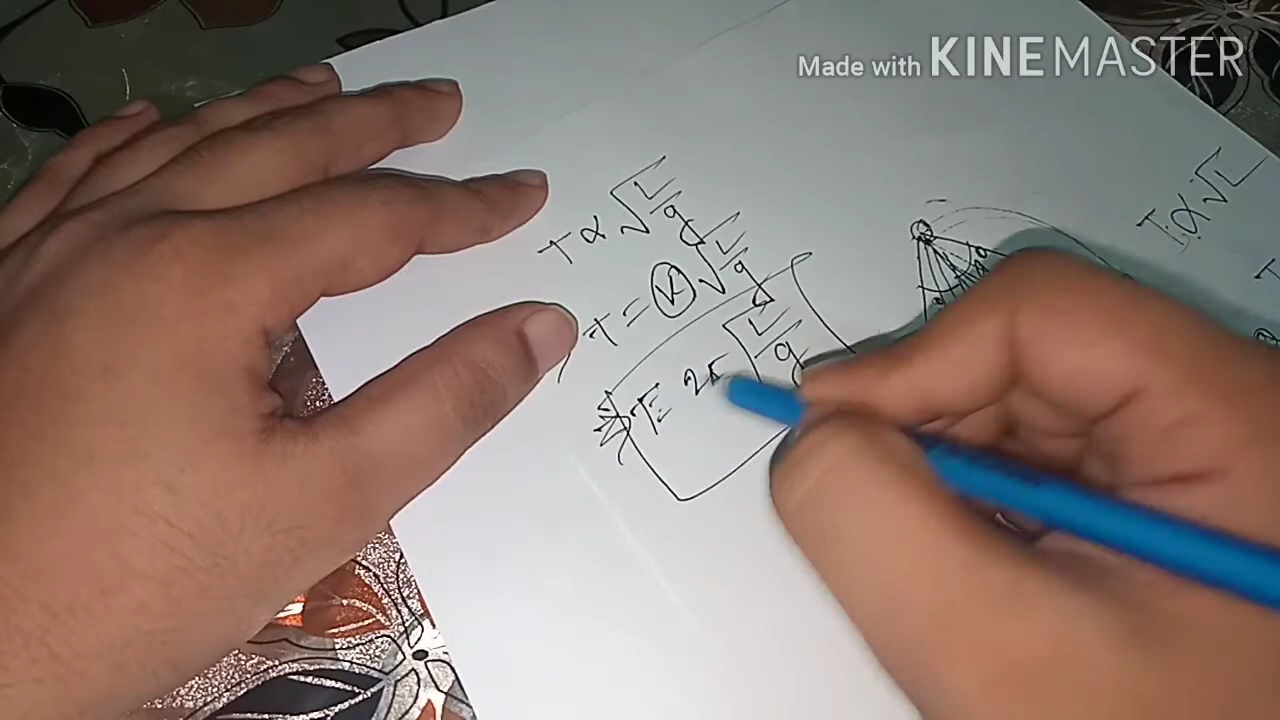 Made with KINEMASTER
T α √L/g
T = K √L/g
T = 2π √L/g
T α √L
T